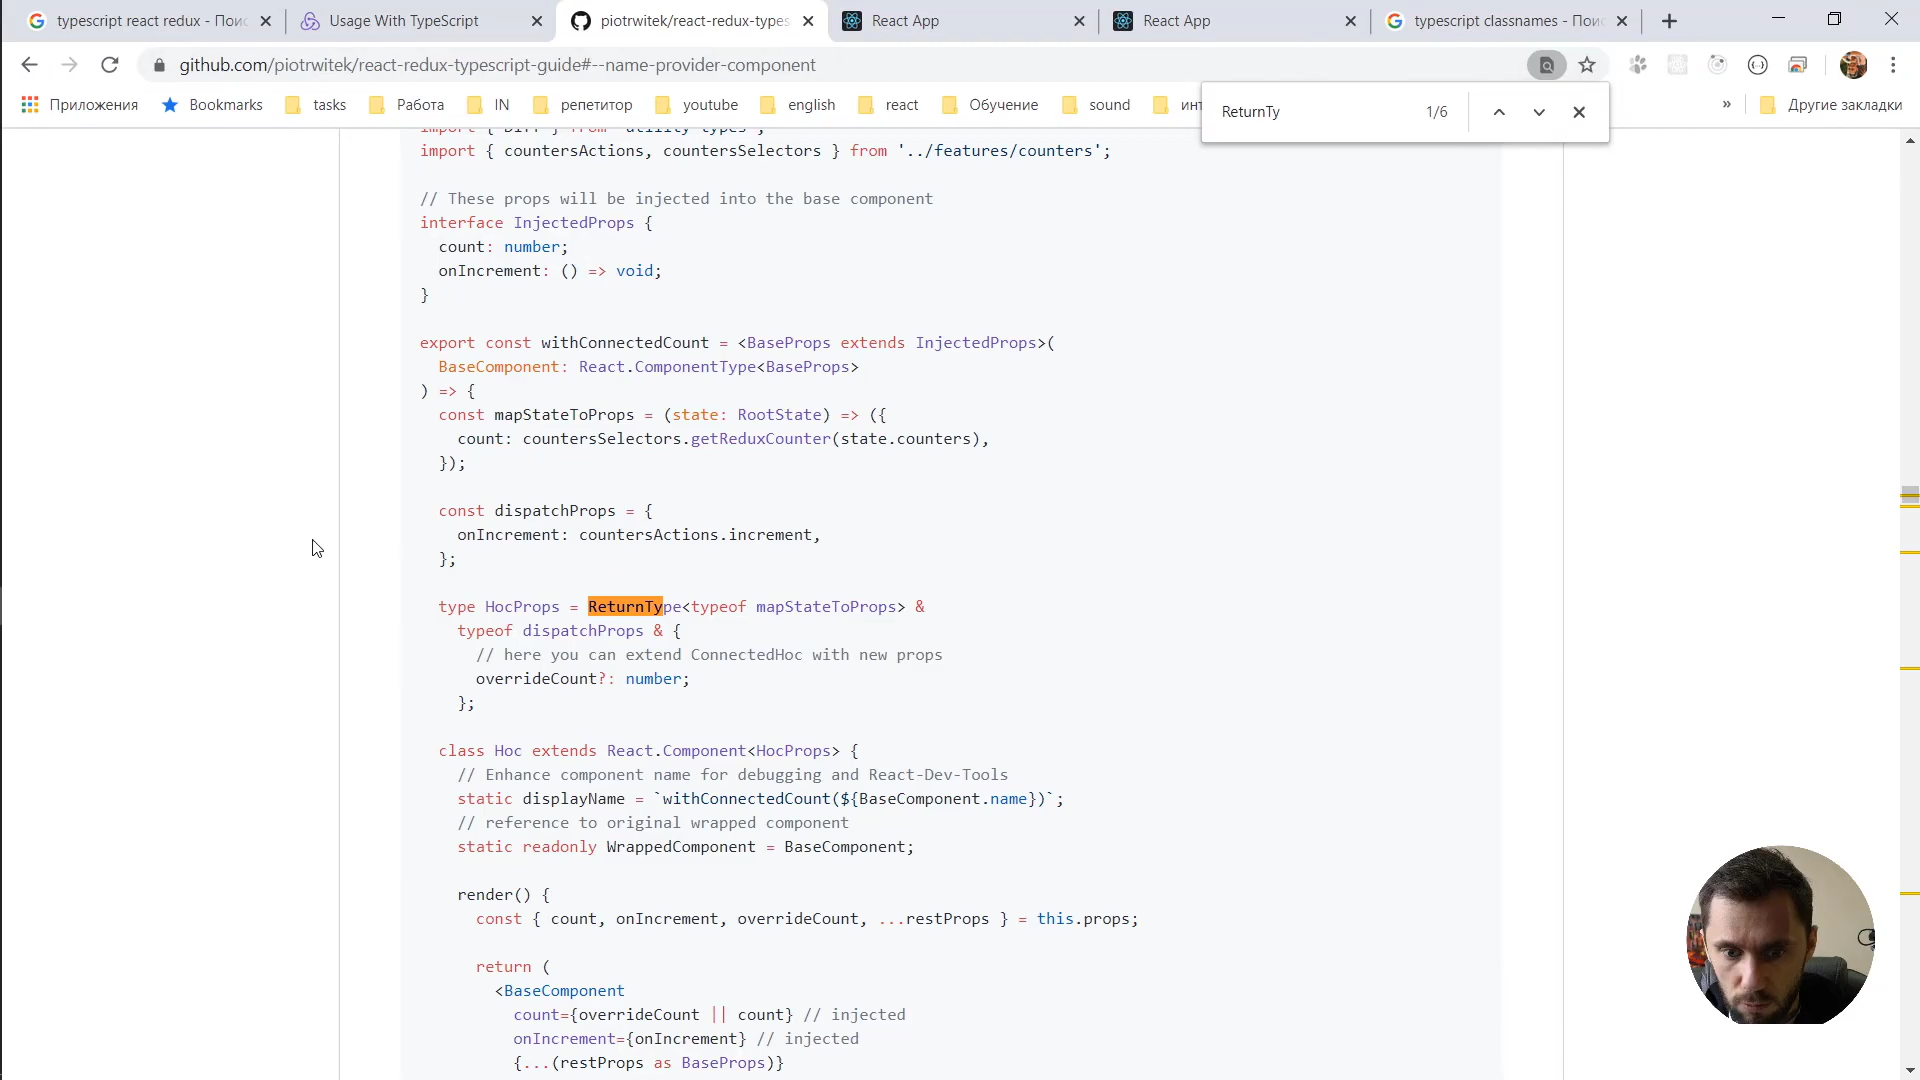 typescript react redux - Поис
Usage With TypeScript
piotrwitek/react-redux-types
React App
React App
typescript classnames - Поис
github.com/piotrwitek/react-redux-typescript-guide#--name-provider-component
Приложения
Bookmarks
tasks
Работа
IN
репетитор
youtube
english
react
Обучение
sound
инт
»
Другие закладки
ReturnTy
1/6
import { Diff } from 'utility-types';
import { countersActions, countersSelectors } from '../features/counters';
// These props will be injected into the base component
interface InjectedProps {
count: number;
onIncrement: () => void;
}
export const withConnectedCount = <BaseProps extends InjectedProps>(
BaseComponent: React.ComponentType<BaseProps>
) => {
const mapStateToProps = (state: RootState) => ({
count: countersSelectors.getReduxCounter(state.counters),
});
const dispatchProps = {
onIncrement: countersActions.increment,
};
type HocProps = ReturnType<typeof mapStateToProps> &
typeof dispatchProps & {
// here you can extend ConnectedHoc with new props
overrideCount?: number;
};
class Hoc extends React.Component<HocProps> {
// Enhance component name for debugging and React-Dev-Tools
static displayName = `withConnectedCount(${BaseComponent.name})`;
// reference to original wrapped component
static readonly WrappedComponent = BaseComponent;
render() {
const { count, onIncrement, overrideCount, ...restProps } = this.props;
return (
<BaseComponent
count={overrideCount || count} // injected
onIncrement={onIncrement} // injected
{...(restProps as BaseProps)}